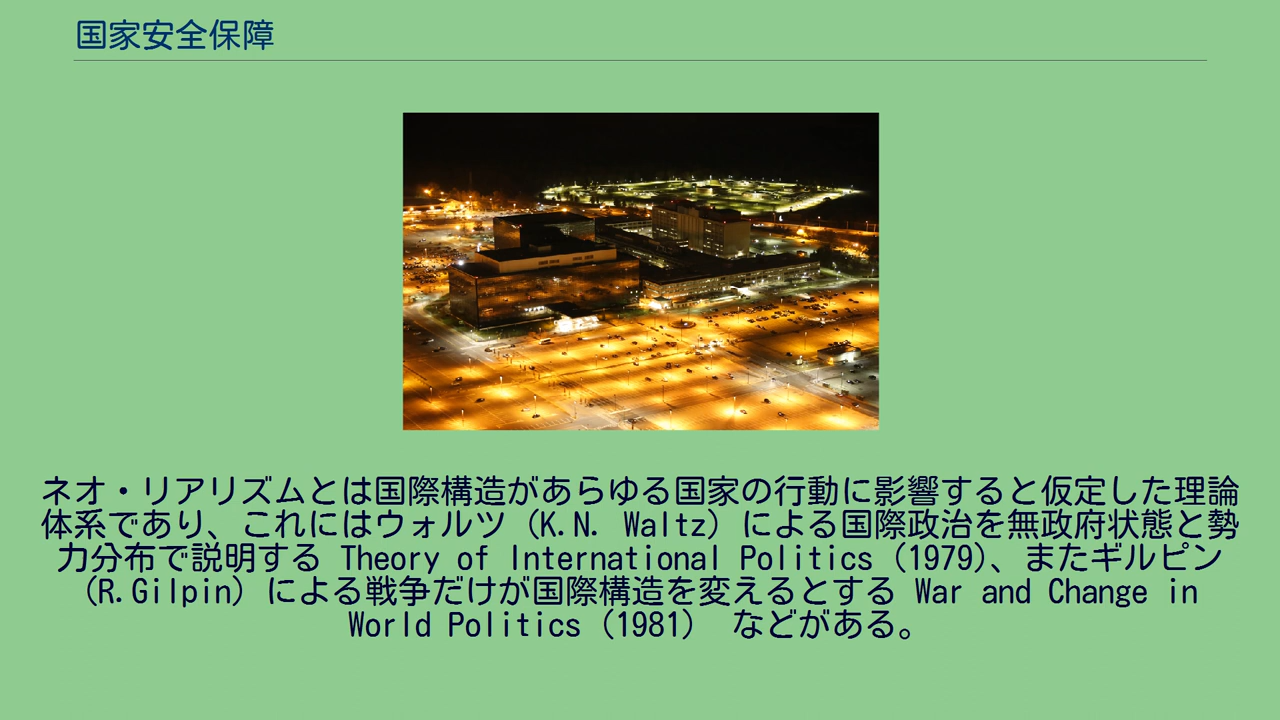 国家安全保障
ネオ・リアリズムとは国際構造があらゆる国家の行動に影響すると仮定した理論
体系であり、これにはウォルツ（K.N. Waltz）による国際政治を無政府状態と勢
力分布で説明する Theory of International Politics（1979）、またギルピン
（R.Gilpin）による戦争だけが国際構造を変えるとする War and Change in
World Politics（1981） などがある。